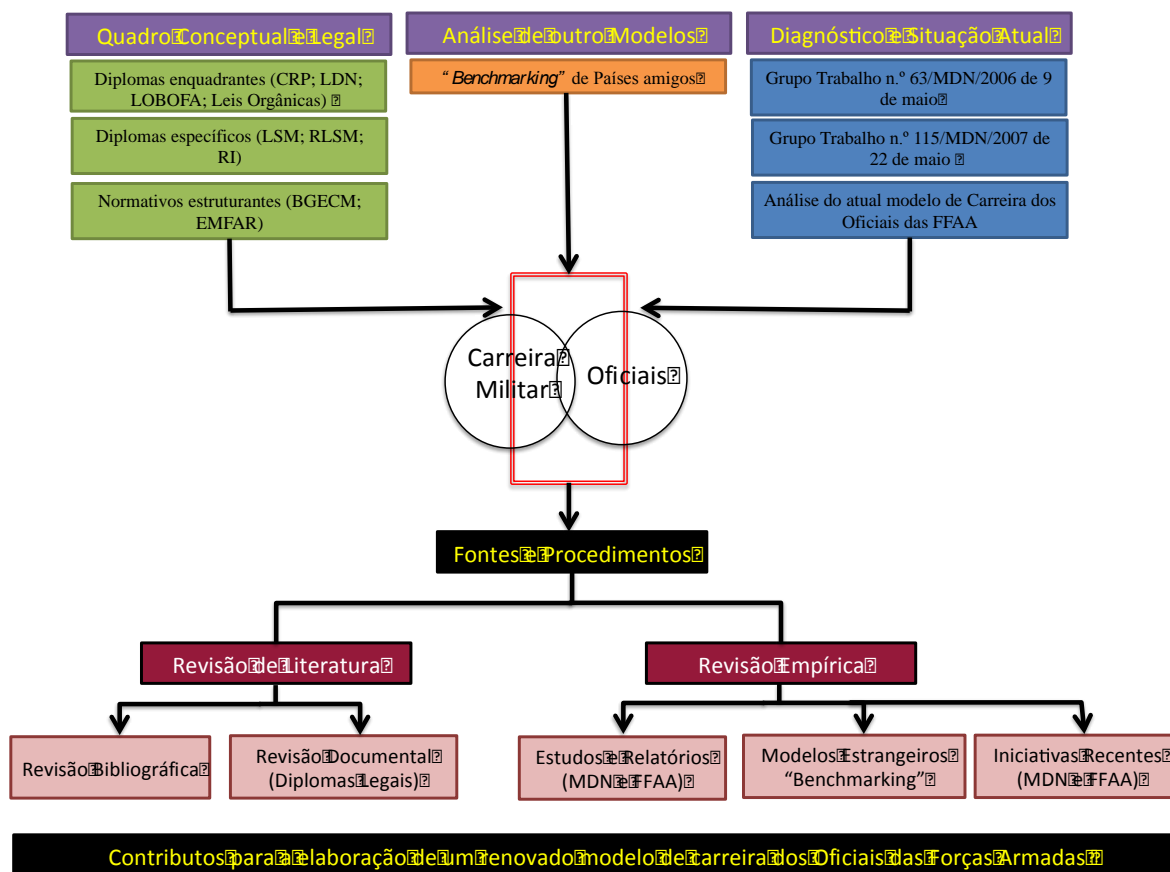 Quadro Conceptual e Legal
Diplomas enquadrantes (CRP; LDN;
LOBOFA; Leis Orgânicas)
Diplomas específicos (LSM; RLSM;
RI)
Normativos estruturantes (BGECM;
EMFAR)
Análise de outro Modelos
“Benchmarking” de Países amigos
Diagnóstico e Situação Atual
Grupo Trabalho n.º 63/MDN/2006 de 9
de maio
Grupo Trabalho n.º 115/MDN/2007 de
22 de maio
Análise do atual modelo de Carreira dos
Oficiais das FFAA
Carreira
Militar
Oficiais
Fontes e Procedimentos
Revisão de Literatura
Revisão Empírica
Revisão Bibliográfica
Revisão Documental
(Diplomas Legais)
Estudos e Relatórios
(MDN e FFAA)
Modelos Estrangeiros
“Benchmarking”
Iniciativas Recentes
(MDN e FFAA)
Contributos para a elaboração de um renovado modelo de carreira dos Oficiais das Forças Armadas